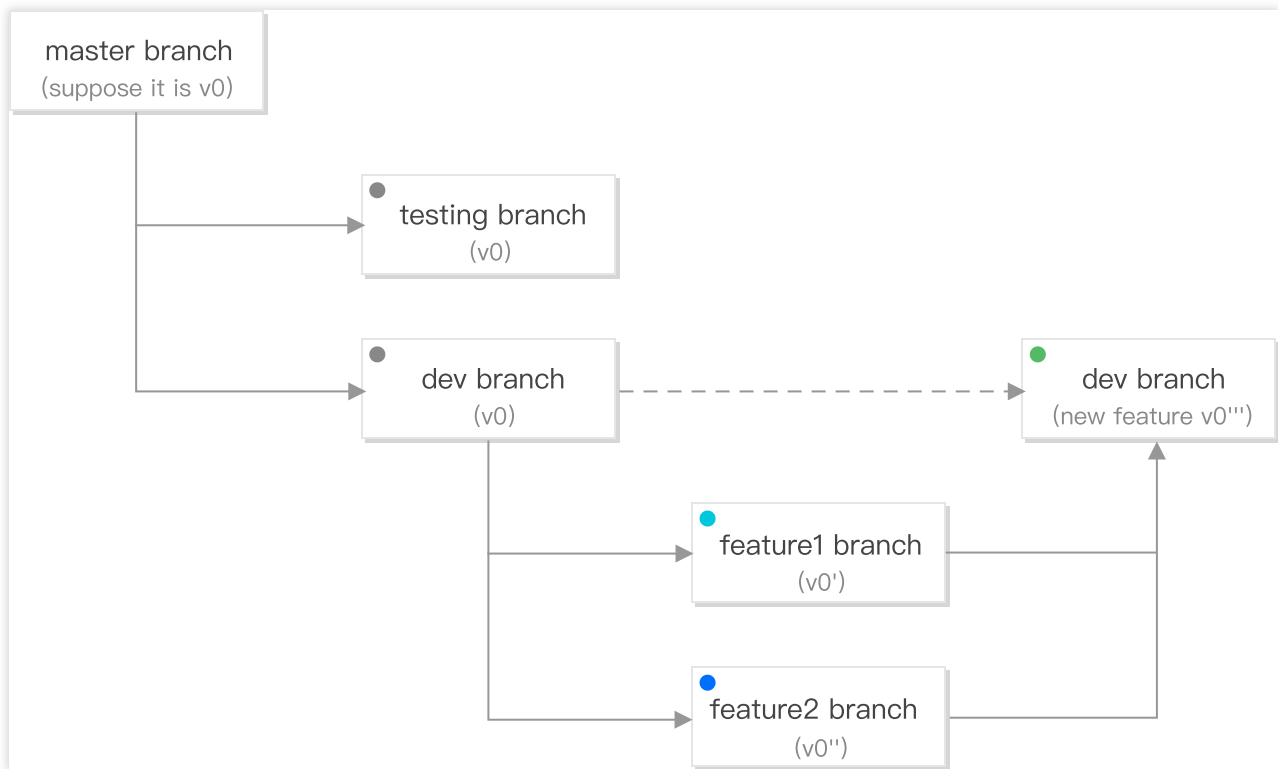 master branch
(suppose it is v0)
testing branch
(v0)
dev branch
(v0)
dev branch
(new feature v0''')
feature1 branch
(v0')
feature2 branch
(v0'')